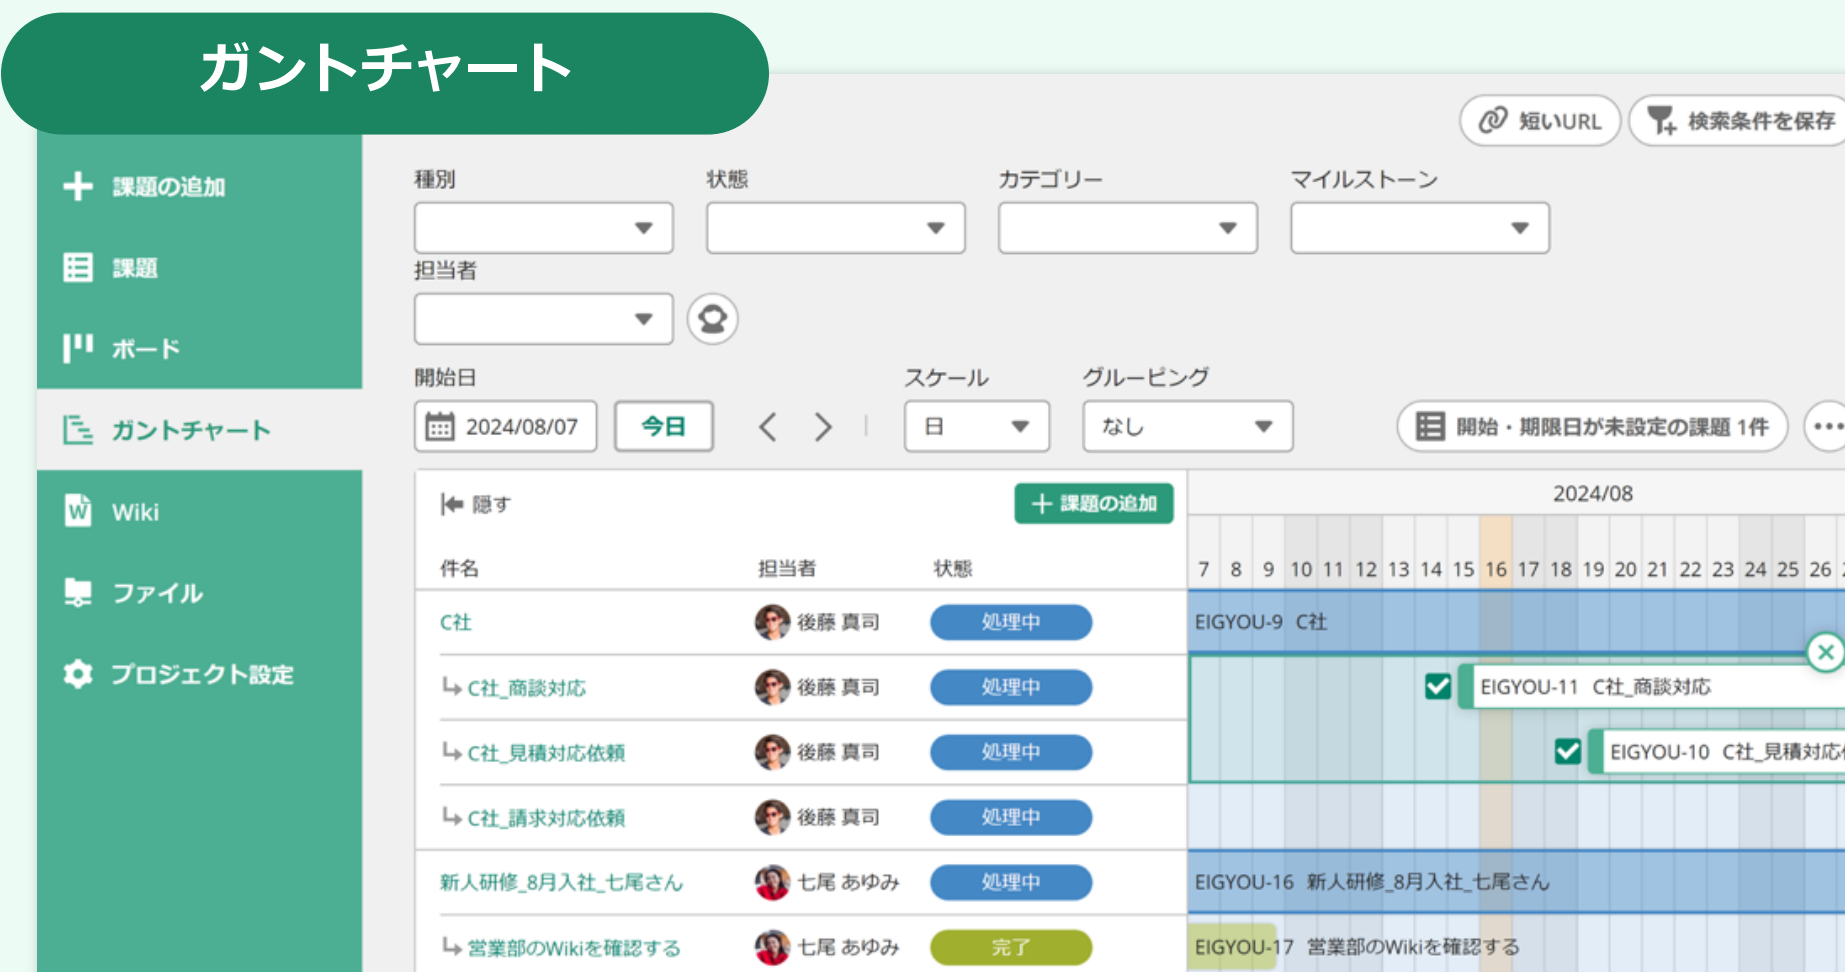 ガントチャート
短いURL
検索条件を保存
課題の追加
課題
ボード
ガントチャート
Wiki
ファイル
プロジェクト設定
種別
状態
カテゴリー
マイルストーン
担当者
開始日
スケール
グルーピング
2024/08/07
今日
日
なし
開始・期限日が未設定の課題 1件
隠す
課題の追加
2024/08
件名
担当者
状態
7 8 9 10 11 12 13 14 15 16 17 18 19 20 21 22 23 24 25 26
C社
後藤 真司
処理中
EIGYOU-9 C社
C社_商談対応
後藤 真司
処理中
EIGYOU-11 C社_商談対応
C社_見積対応依頼
後藤 真司
処理中
EIGYOU-10 C社_見積対応
C社_請求対応依頼
後藤 真司
処理中
新人研修_8月入社_七尾さん
七尾 あゆみ
処理中
EIGYOU-16 新人研修_8月入社_七尾さん
営業部のWikiを確認する
七尾 あゆみ
完了
EIGYOU-17 営業部のWikiを確認する